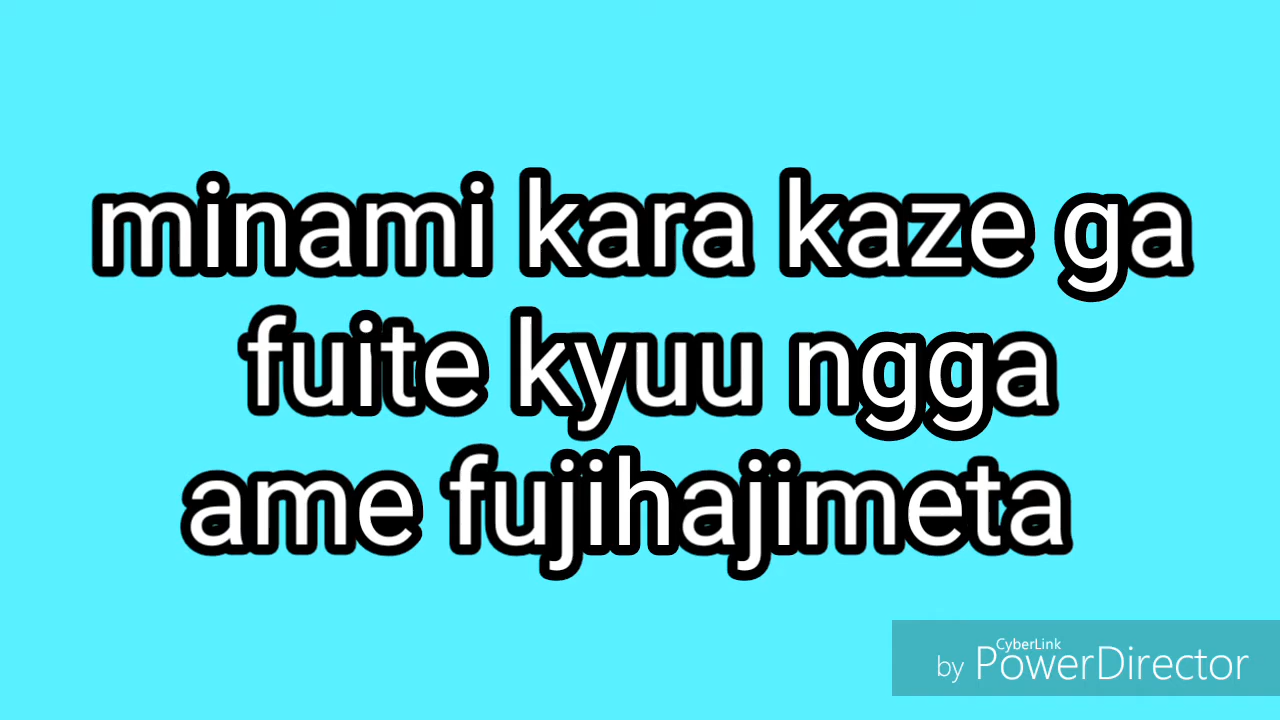 minami kara kaze ga
fuite kyuu ngga
ame fujihajimeta
CyberLink
by PowerDirector